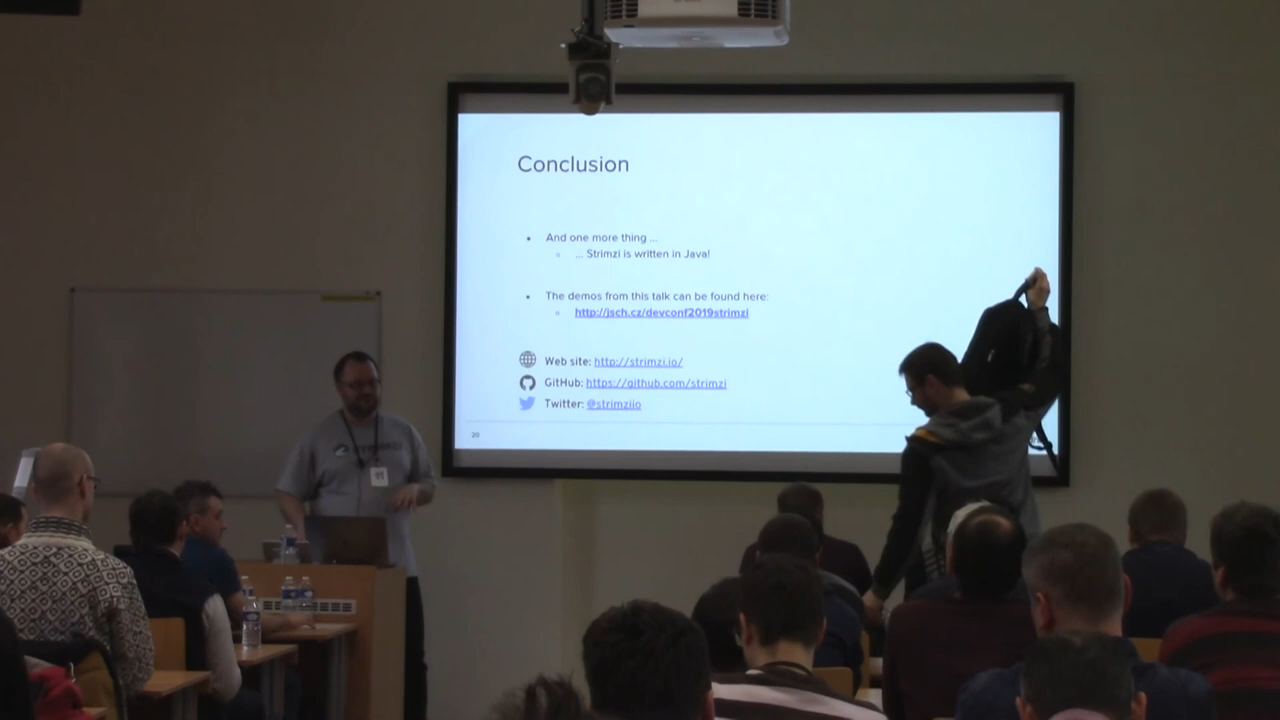 Conclusion
And one more thing ...
... Strimzi is written in Java!
The demos from this talk can be found here:
http://jsch.cz/devconf2019strimzi
Web site: http://strimzi.io/
GitHub: https://github.com/strimzi
Twitter: @strimziio
20